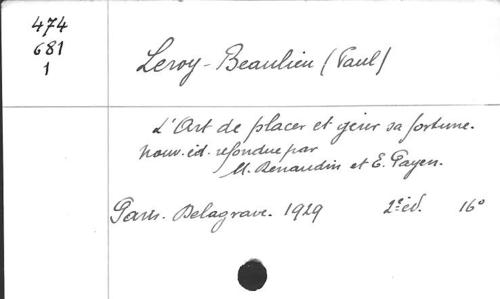 474
681
1
Leroy-Beaulieu (Paul)
L'Art de placer et gérer sa fortune.
Nouv. éd. refondue par
M. Renaudin et E. Payen.
Paris. Delagrave. 1929 2e éd. 16°